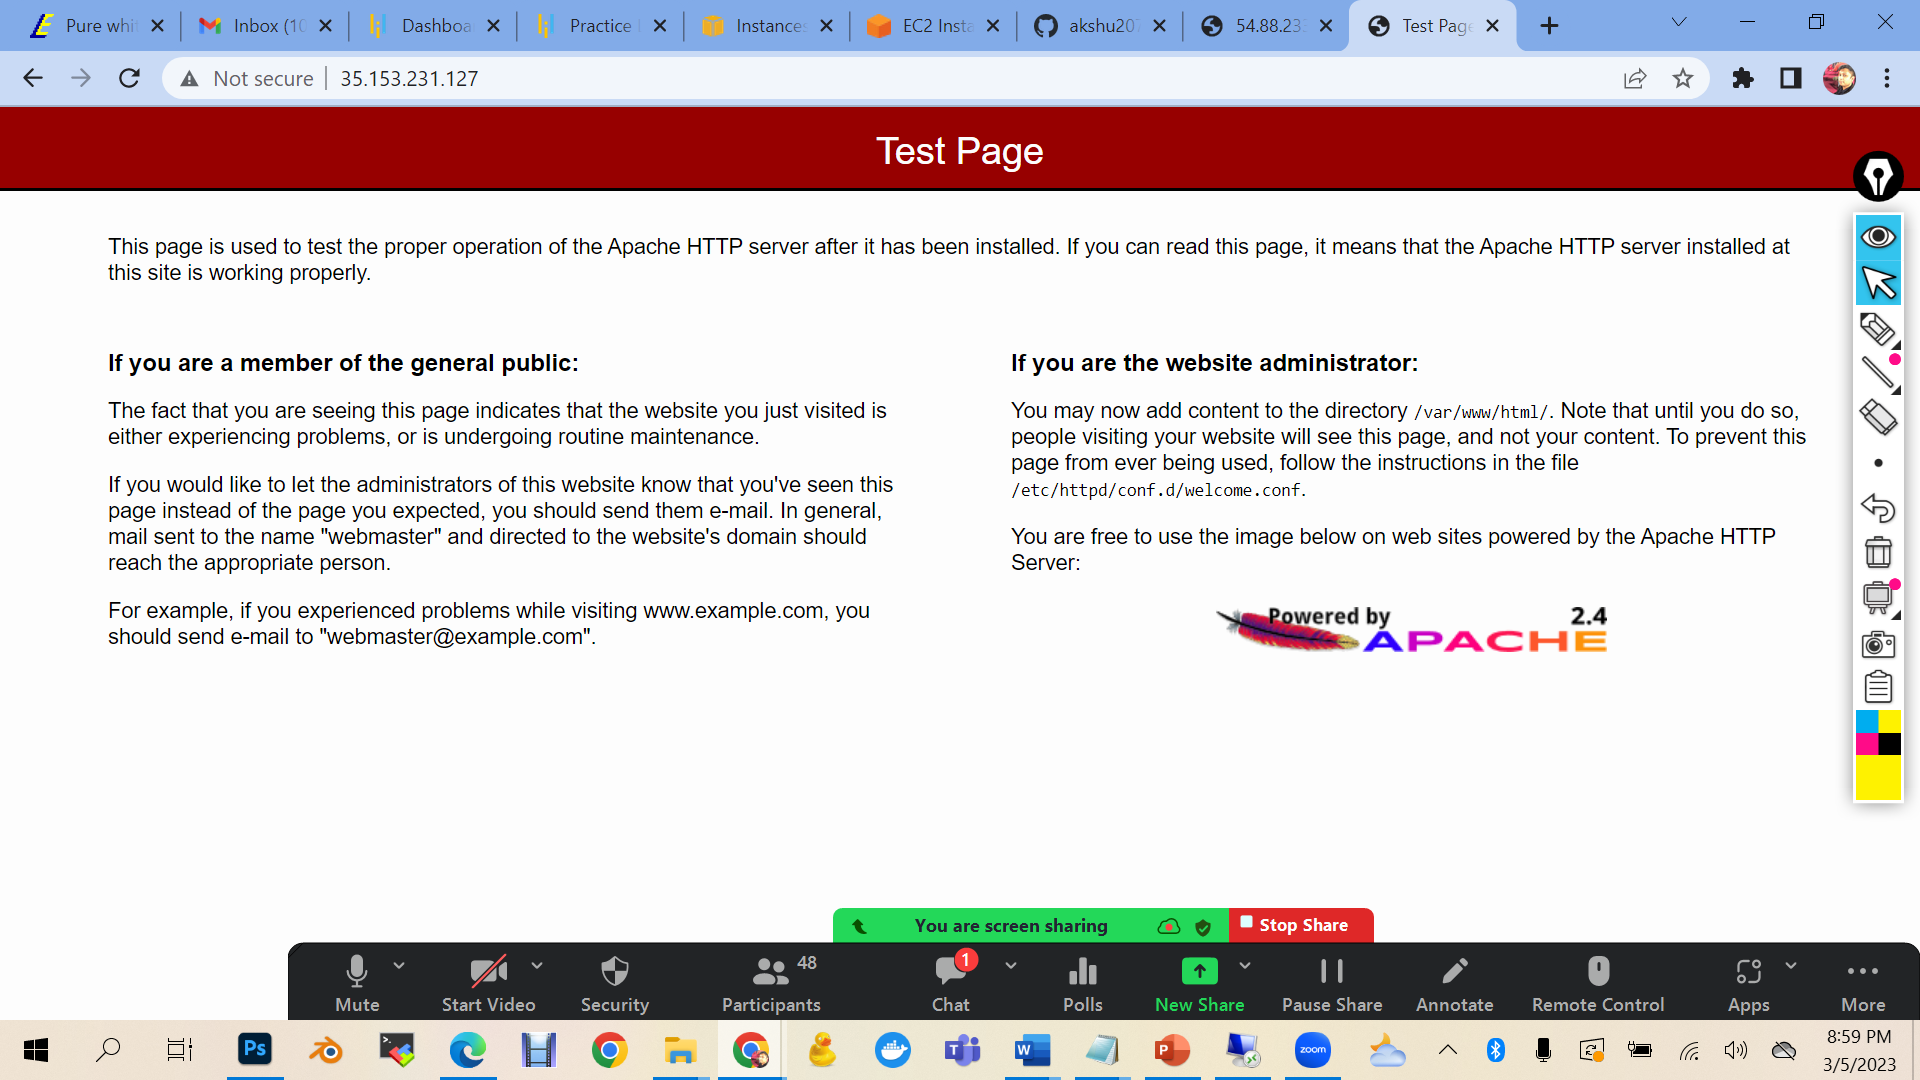 Pure whi
Inbox (10
Dashboa
Practice
Instances
EC2 Insta
akshu207
54.88.233
Test Page
Not secure
35.153.231.127
Test Page
This page is used to test the proper operation of the Apache HTTP server after it has been installed. If you can read this page, it means that the Apache HTTP server installed at
this site is working properly.
If you are a member of the general public:
The fact that you are seeing this page indicates that the website you just visited is
either experiencing problems, or is undergoing routine maintenance.
If you would like to let the administrators of this website know that you've seen this
page instead of the page you expected, you should send them e-mail. In general,
mail sent to the name "webmaster" and directed to the website's domain should
reach the appropriate person.
For example, if you experienced problems while visiting www.example.com, you
should send e-mail to "webmaster@example.com".
If you are the website administrator:
You may now add content to the directory /var/www/html/. Note that until you do so,
people visiting your website will see this page, and not your content. To prevent this
page from ever being used, follow the instructions in the file
/etc/httpd/conf.d/welcome.conf.
You are free to use the image below on web sites powered by the Apache HTTP
Server:
Powered by 2.4
APACHE
You are screen sharing
Stop Share
48
1
Mute
Start Video
Security
Participants
Chat
Polls
New Share
Pause Share
Annotate
Remote Control
Apps
More
Ps
zoom
8:59 PM
3/5/2023